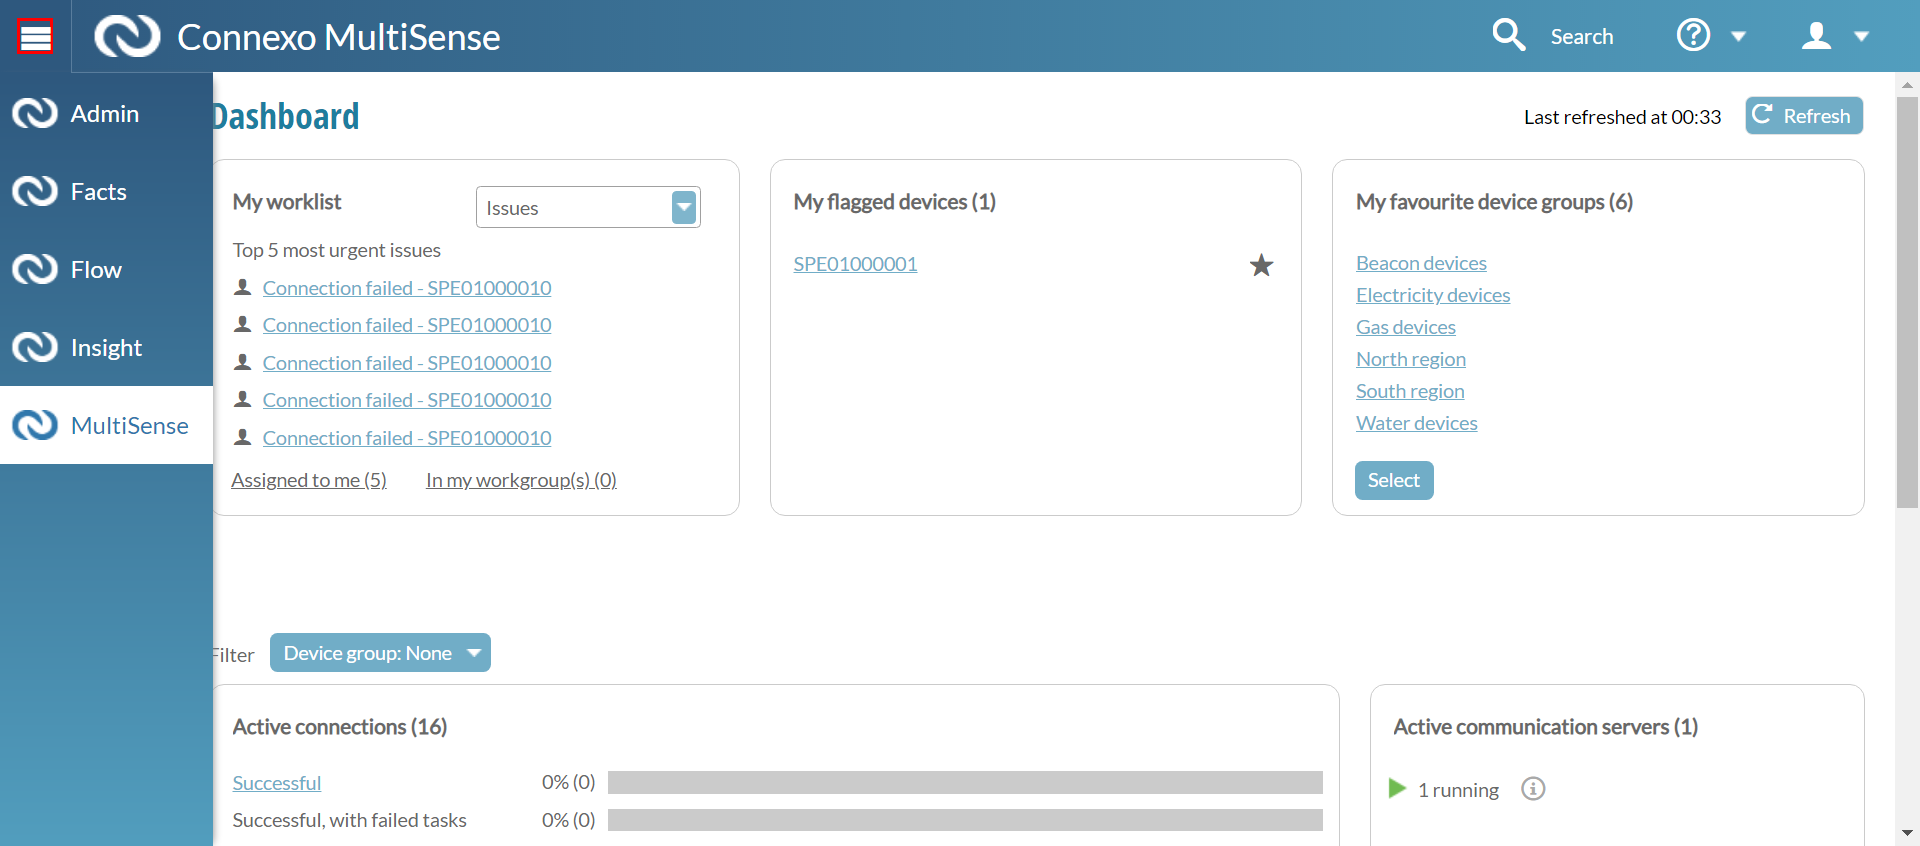 Connexo MultiSense
Search
Admin
Facts
Flow
Insight
MultiSense
Dashboard
Last refreshed at 00:33
Refresh
My worklist
Issues
Top 5 most urgent issues
Connection failed - SPE01000010
Connection failed - SPE01000010
Connection failed - SPE01000010
Connection failed - SPE01000010
Connection failed - SPE01000010
Assigned to me (5) In my workgroup(s) (0)
My flagged devices (1)
SPE01000001
My favourite device groups (6)
Beacon devices
Electricity devices
Gas devices
North region
South region
Water devices
Select
Filter Device group: None
Active connections (16)
Successful 0% (0)
Successful, with failed tasks 0% (0)
Active communication servers (1)
1 running